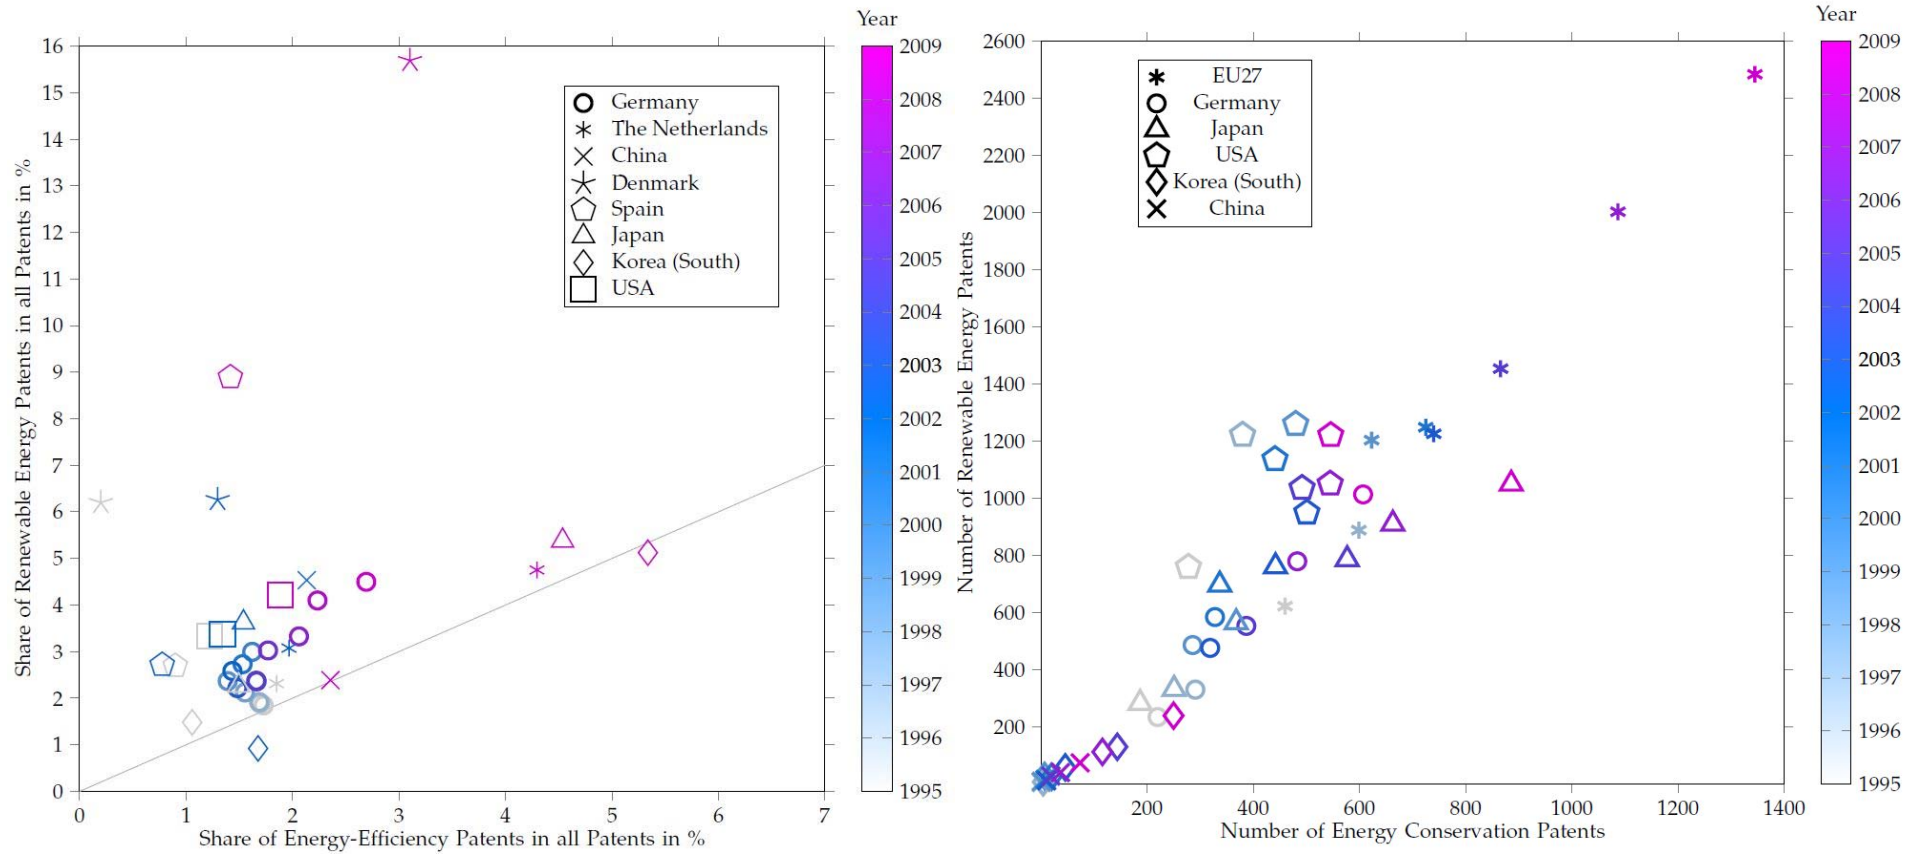 Year
16
15
14
13
12
11
10
9
8
7
6
5
4
3
2
1
0
Share of Renewable Energy Patents in all Patents in %
Germany
The Netherlands
China
Denmark
Spain
Japan
Korea (South)
USA
0 1 2 3 4 5 6 7
Share of Energy-Efficiency Patents in all Patents in %
2009
2008
2007
2006
2005
2004
2003
2002
2001
2000
1999
1998
1997
1996
1995
Year
2600
2400
2200
2000
1800
1600
1400
1200
1000
800
600
400
200
Number of Renewable Energy Patents
EU27
Germany
Japan
USA
Korea (South)
China
200 400 600 800 1000 1200 1400
Number of Energy Conservation Patents
2009
2008
2007
2006
2005
2004
2003
2002
2001
2000
1999
1998
1997
1996
1995